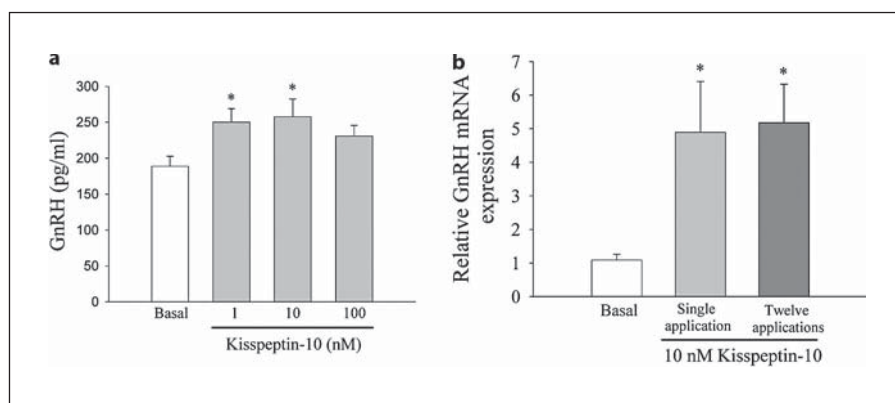 a
GnRH (pg/ml)
300
250
200
150
100
50
0
*
*
Basal
1
10
100
Kisspeptin-10 (nM)
b
Relative GnRH mRNA
expression
7
6
5
4
3
2
1
0
*
*
Basal
Single
application
Twelve
applications
10 nM Kisspeptin-10